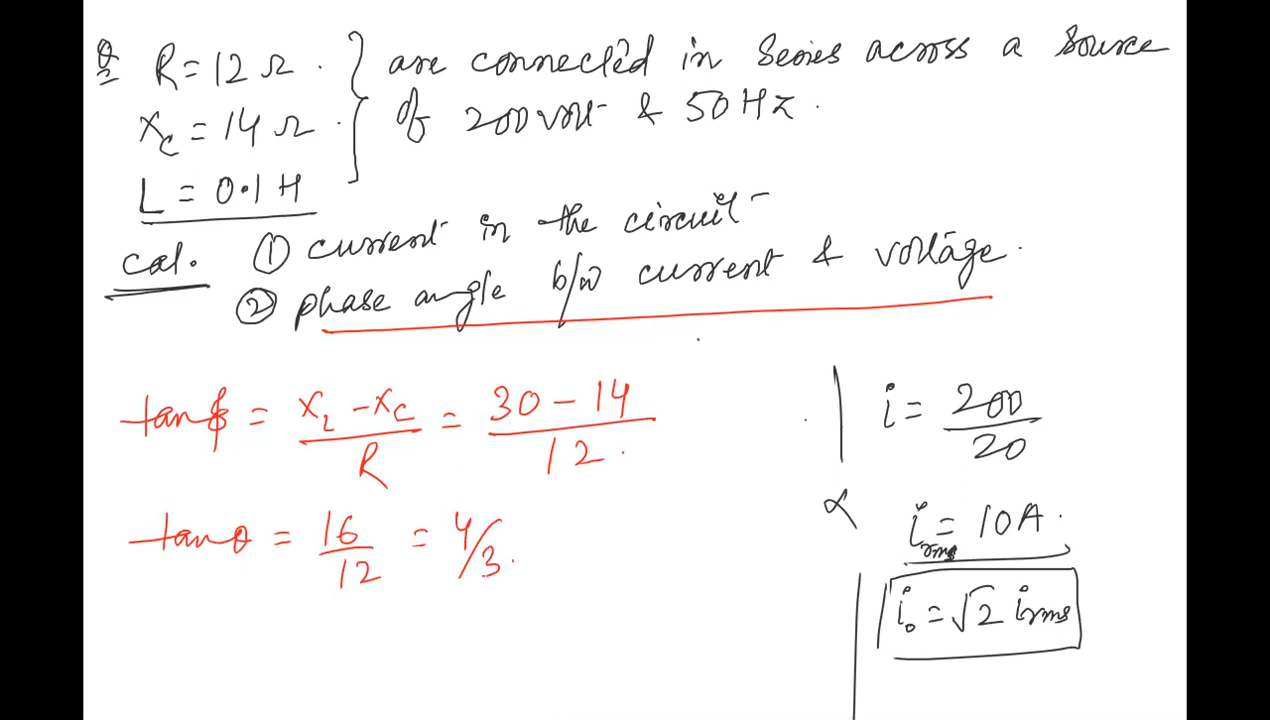 Q R = 12 Ω . } are connected in Series across a source
X_C = 14 Ω . of 200 volt & 50 HZ .
L = 0.1 H
Cal. ① current in the circuit
② phase angle b/w current & voltage .
tan ϕ = X_L - X_C / R = 30 - 14 / 12 .
tan θ = 16 / 12 = 4/3 .
i = 200 / 20
i_rms = 10 A .
i_0 = √2 i_rms